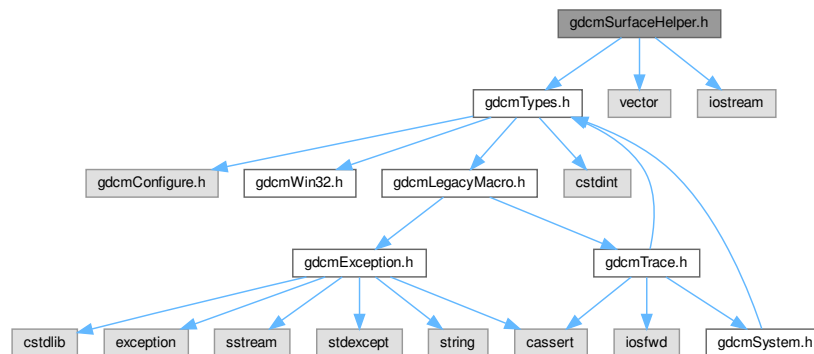 gdcmSurfaceHelper.h
gdcmTypes.h
vector
iostream
gdcmConfigure.h
gdcmWin32.h
gdcmLegacyMacro.h
cstdint
gdcmException.h
gdcmTrace.h
cstdlib
exception
sstream
stdexcept
string
cassert
iosfwd
gdcmSystem.h